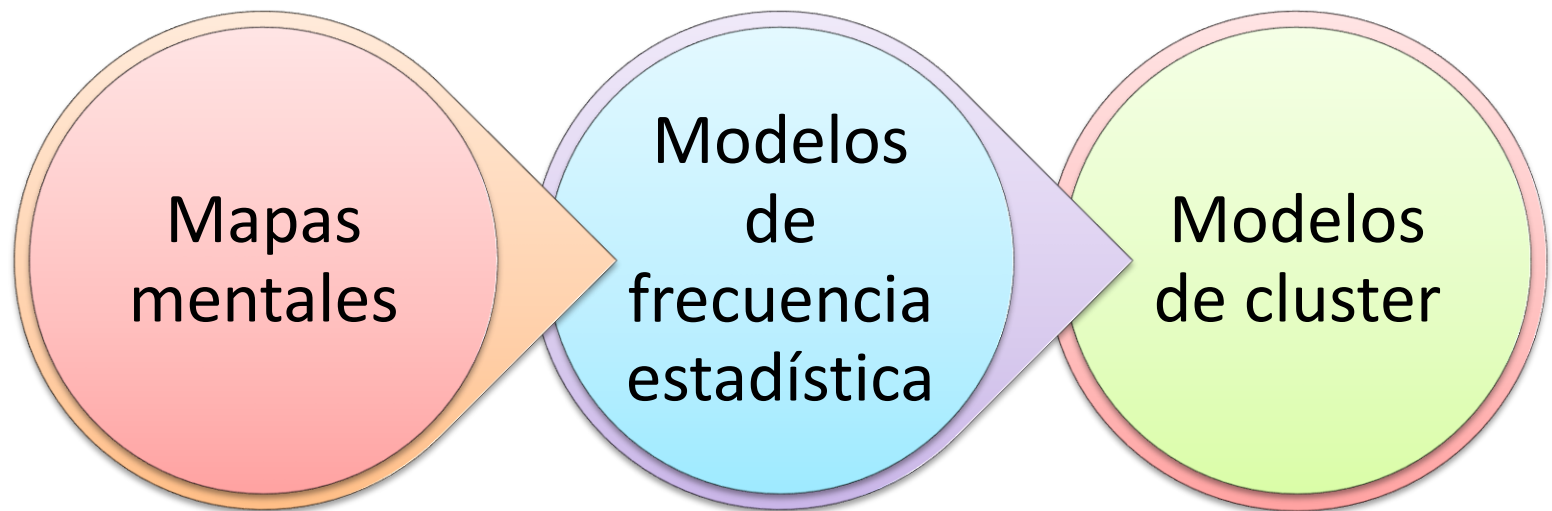 Mapas
mentales
Modelos
de
frecuencia
estadística
Modelos
de cluster